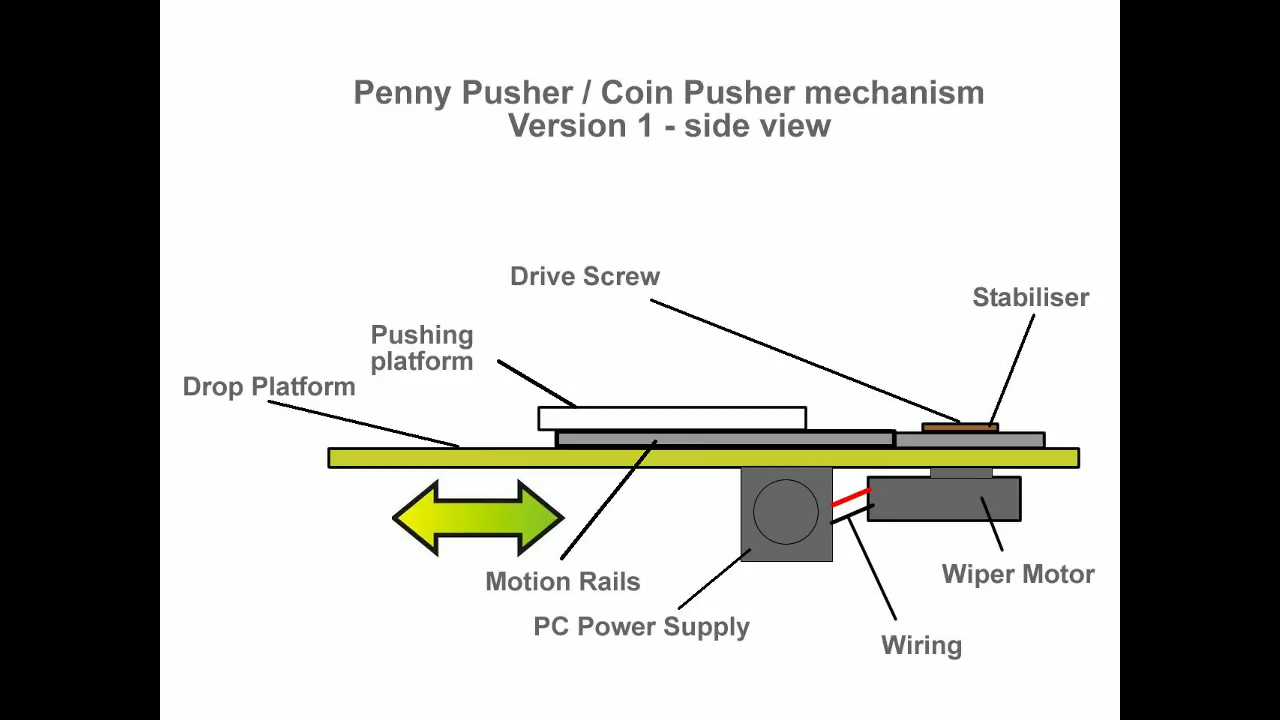 Penny Pusher / Coin Pusher mechanism
Version 1 - side view
Drive Screw
Stabiliser
Pushing
platform
Drop Platform
Motion Rails
Wiper Motor
PC Power Supply
Wiring